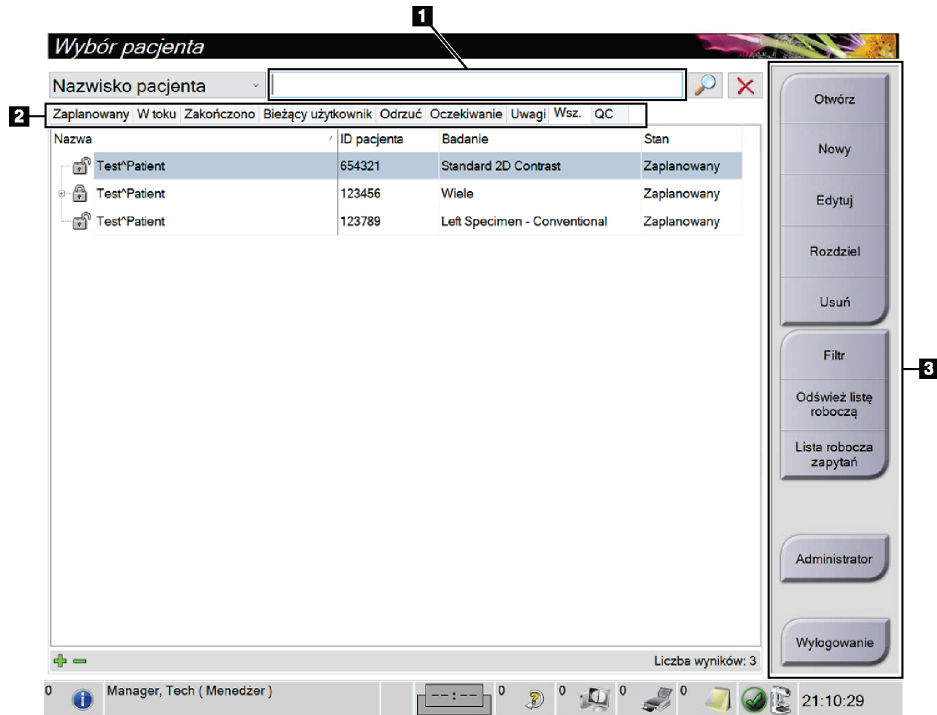 1
Wybór pacjenta
Nazwisko pacjenta
2
Zaplanowany W toku Zakończono Bieżący użytkownik Odrzuć Oczekiwanie Uwagi Wsz. QC
Nazwa ID pacjenta Badanie Stan
Test^Patient 654321 Standard 2D Contrast Zaplanowany
Test^Patient 123456 Wiele Zaplanowany
Test^Patient 123789 Left Specimen - Conventional Zaplanowany
Otwórz
Nowy
Edytuj
Rozdziel
Usuń
Filtr
3
Odśwież listę
roboczą
Lista robocza
zapytań
Administrator
Wylogowanie
Liczba wyników: 3
0 Manager, Tech ( Menedżer ) --:-- 0 0 0 0 21:10:29